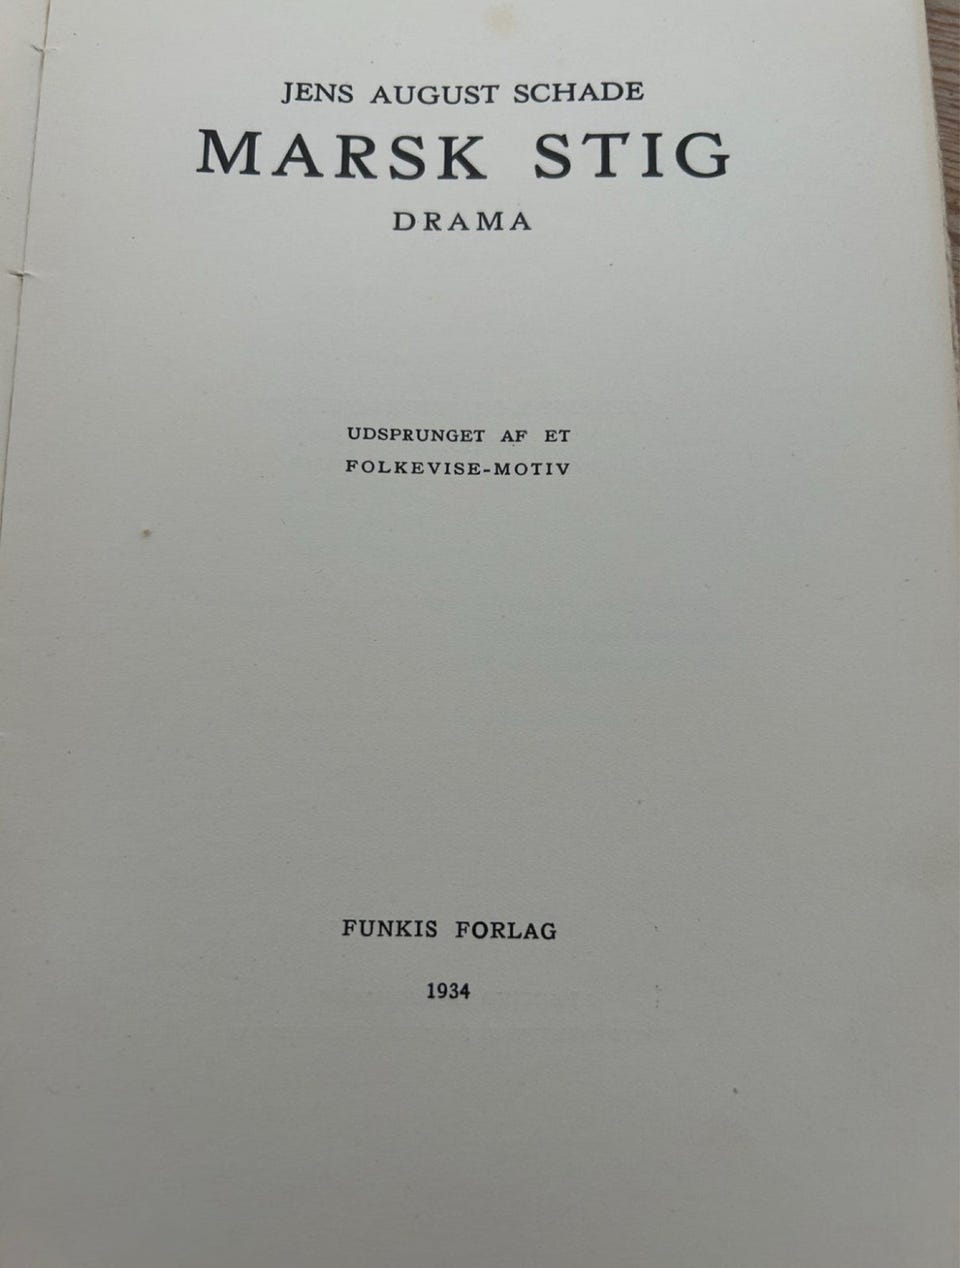 JENS AUGUST SCHADE
MARSK STIG
DRAMA
UDSPRUNGET AF ET
FOLKEVISE-MOTIV
FUNKIS FORLAG
1934